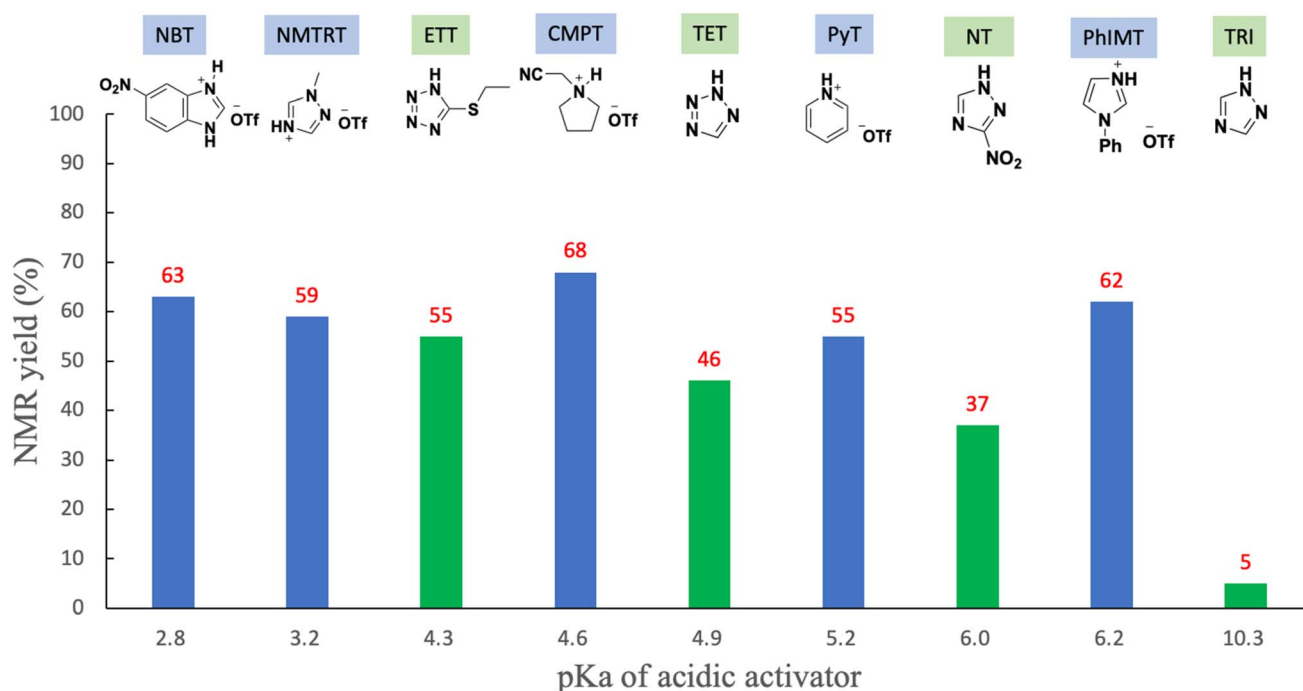 NBT NMTRT ETT CMPT TET PyT NT PhIMT TRI
O2N N + H N H − OTf
N N HN + − OTf
H N N N N S
NC N + H − OTf
H N N N N
H N + − OTf
H N N N NO2
+ NH N Ph − OTf
H N N N
NMR yield (%)
100
90
80
70
60
50
40
30
20
10
0
63 59 55 68 46 55 37 62 5
2.8 3.2 4.3 4.6 4.9 5.2 6.0 6.2 10.3
pKa of acidic activator